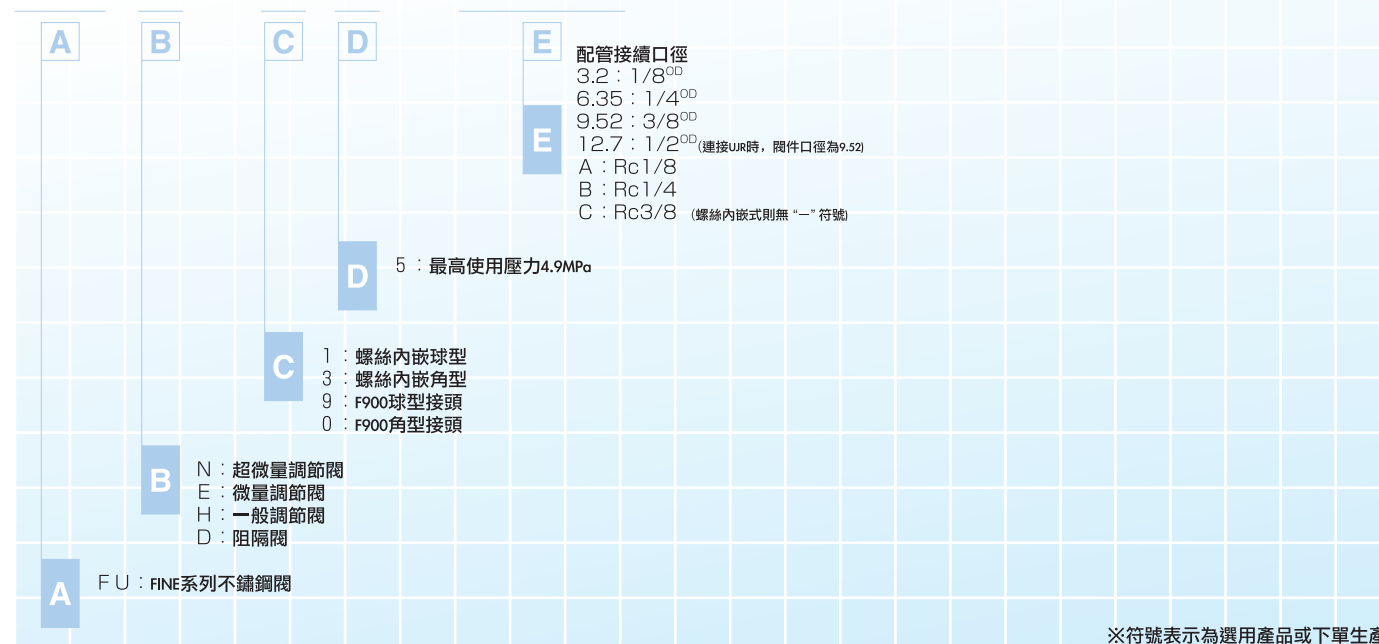 A B C D E
配管接續口徑
3.2：1/8OD
6.35：1/4OD
9.52：3/8OD
E
12.7：1/2OD(連接UJR時，閥件口徑為9.52)
A：Rc1/8
B：Rc1/4
C：Rc3/8 (螺絲內嵌式則無 “－” 符號)
D
5：最高使用壓力4.9MPa
C
1：螺絲內嵌球型
3：螺絲內嵌角型
9：F900球型接頭
0：F900角型接頭
B
N：超微量調節閥
E：微量調節閥
H：一般調節閥
D：阻隔閥
A
FU：FINE系列不鏽鋼閥
※符號表示為選用產品或下單生產